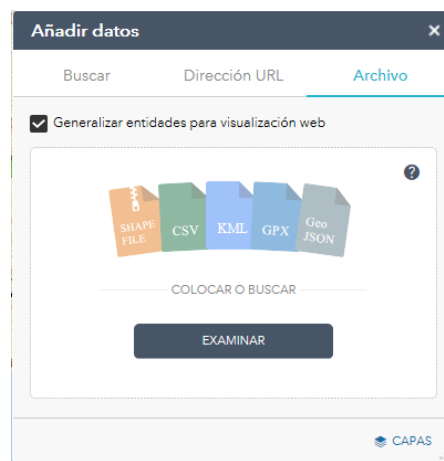 Añadir datos
Buscar
Dirección URL
Archivo
Generalizar entidades para visualización web
SHAPE
FILE
CSV
KML
GPX
Geo
JSON
COLOCAR O BUSCAR
EXAMINAR
CAPAS